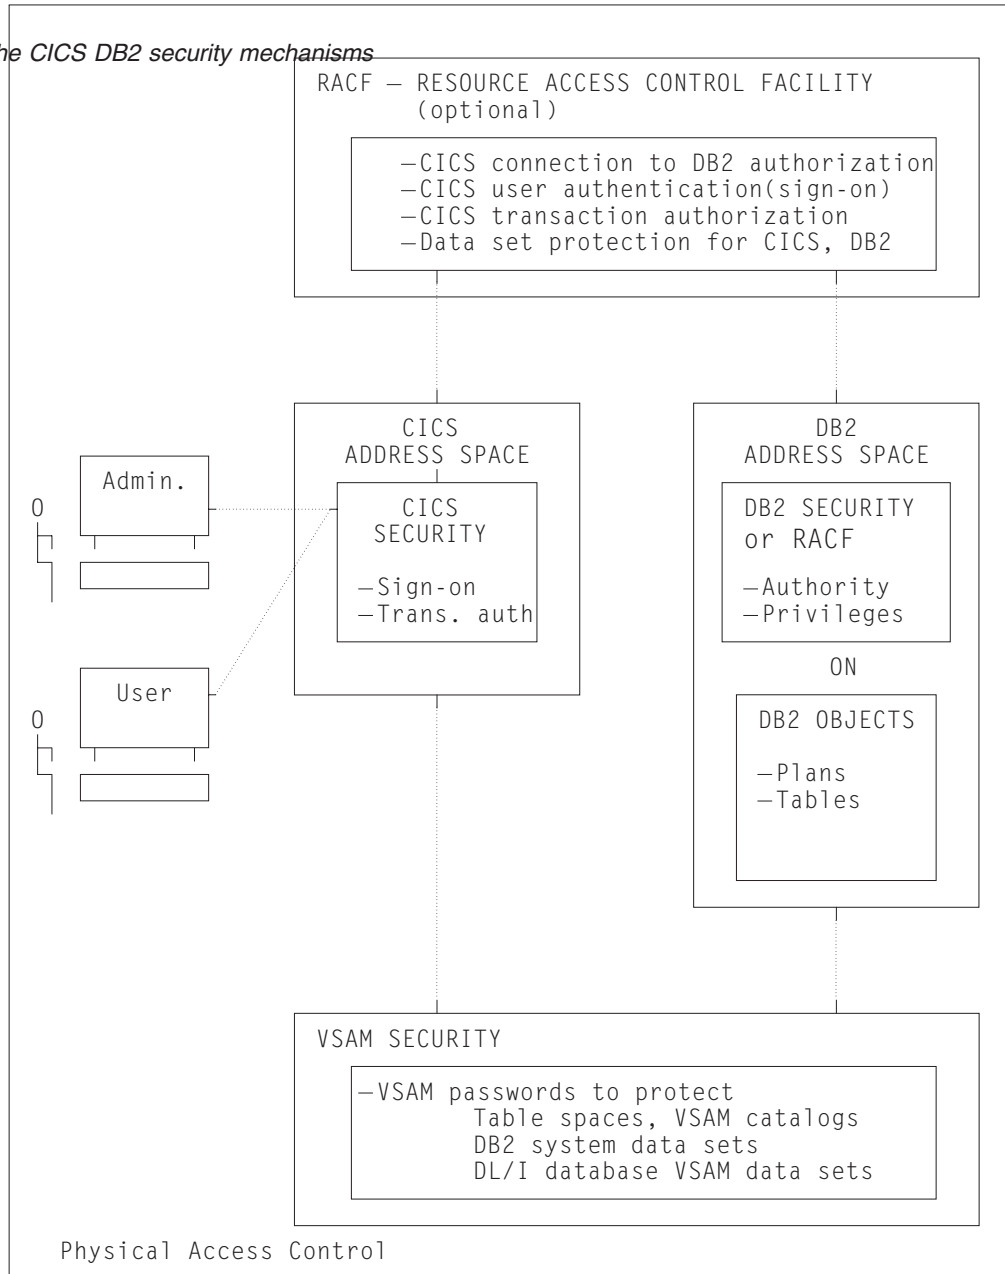 he CICS DB2 security mechanisms
RACF — RESOURCE ACCESS CONTROL FACILITY
(optional)
—CICS connection to DB2 authorization
—CICS user authentication(sign-on)
—CICS transaction authorization
—Data set protection for CICS, DB2
CICS
ADDRESS SPACE
CICS
SECURITY
—Sign-on
—Trans. auth
DB2
ADDRESS SPACE
DB2 SECURITY
or RACF
—Authority
—Privileges
ON
DB2 OBJECTS
—Plans
—Tables
Admin.
User
VSAM SECURITY
—VSAM passwords to protect
Table spaces, VSAM catalogs
DB2 system data sets
DL/I database VSAM data sets
Physical Access Control